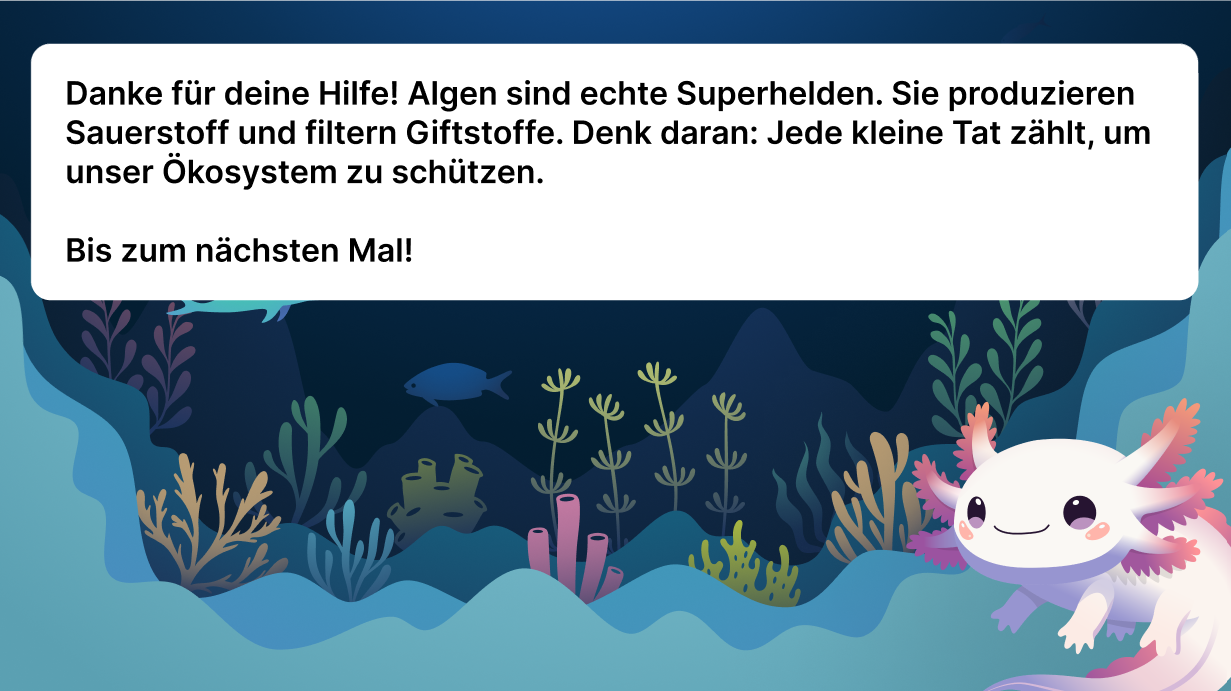 Danke für deine Hilfe! Algen sind echte Superhelden. Sie produzieren
Sauerstoff und filtern Giftstoffe. Denk daran: Jede kleine Tat zählt, um
unser Ökosystem zu schützen.
Bis zum nächsten Mal!